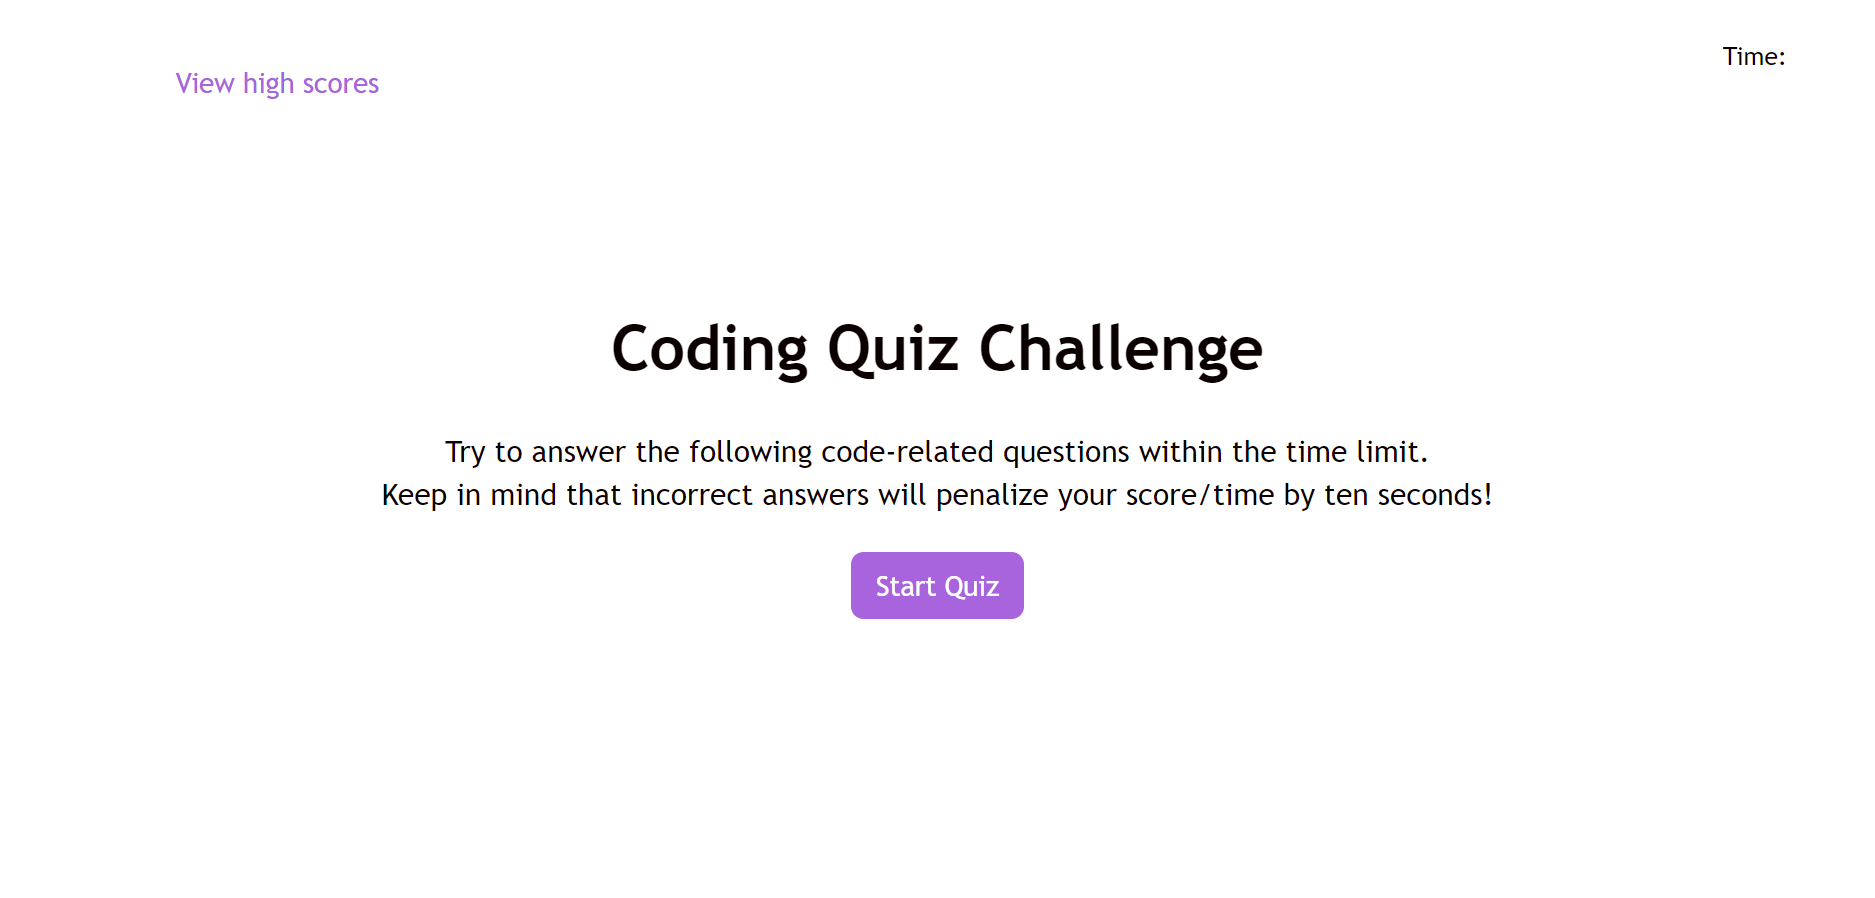 View high scores
Time:
Coding Quiz Challenge
Try to answer the following code-related questions within the time limit.
Keep in mind that incorrect answers will penalize your score/time by ten seconds!
Start Quiz